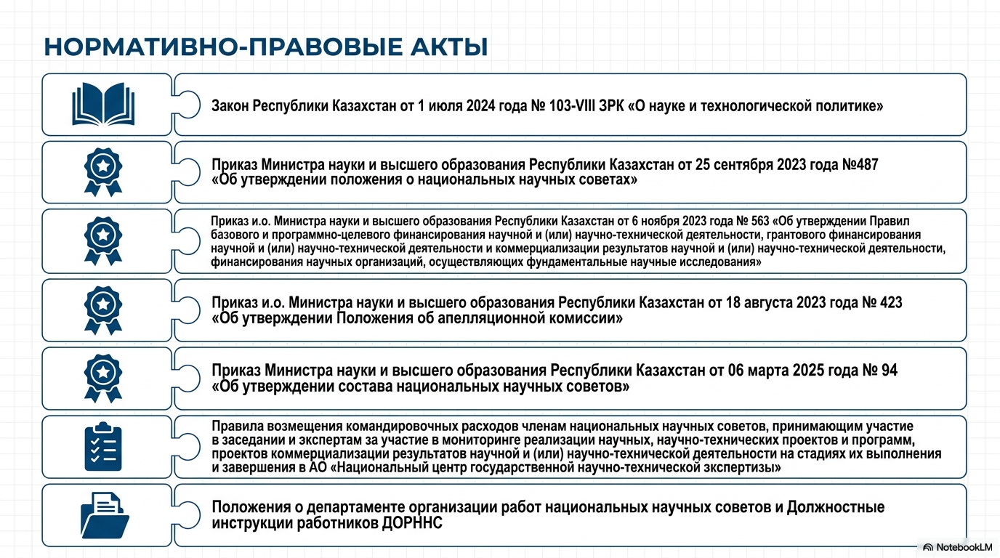 НОРМАТИВНО-ПРАВОВЫЕ АКТЫ
Закон Республики Казахстан от 1 июля 2024 года № 103-VIII ЗРК «О науке и технологической политике»
Приказ Министра науки и высшего образования Республики Казахстан от 25 сентября 2023 года №487
«Об утверждении положения о национальных научных советах»
Приказ и.о. Министра науки и высшего образования Республики Казахстан от 6 ноября 2023 года № 563 «Об утверждении Правил
базового и программно-целевого финансирования научной и (или) научно-технической деятельности, грантового финансирования
научной и (или) научно-технической деятельности и коммерциализации результатов научной и (или) научно-технической деятельности,
финансирования научных организаций, осуществляющих фундаментальные научные исследования»
Приказ и.о. Министра науки и высшего образования Республики Казахстан от 18 августа 2023 года № 423
«Об утверждении Положения об апелляционной комиссии»
Приказ Министра науки и высшего образования Республики Казахстан от 06 марта 2025 года № 94
«Об утверждении состава национальных научных советов»
Правила возмещения командировочных расходов членам национальных научных советов, принимающим участие
в заседании и экспертам за участие в мониторинге реализации научных, научно-технических проектов и программ,
проектов коммерциализации результатов научной и (или) научно-технической деятельности на стадиях их выполнения
и завершения в АО «Национальный центр государственной научно-технической зкспертизы»
Положения о департаменте организации работ национальных научных советов и Должностные
инструкции работников ДОРННС
NotebookLM